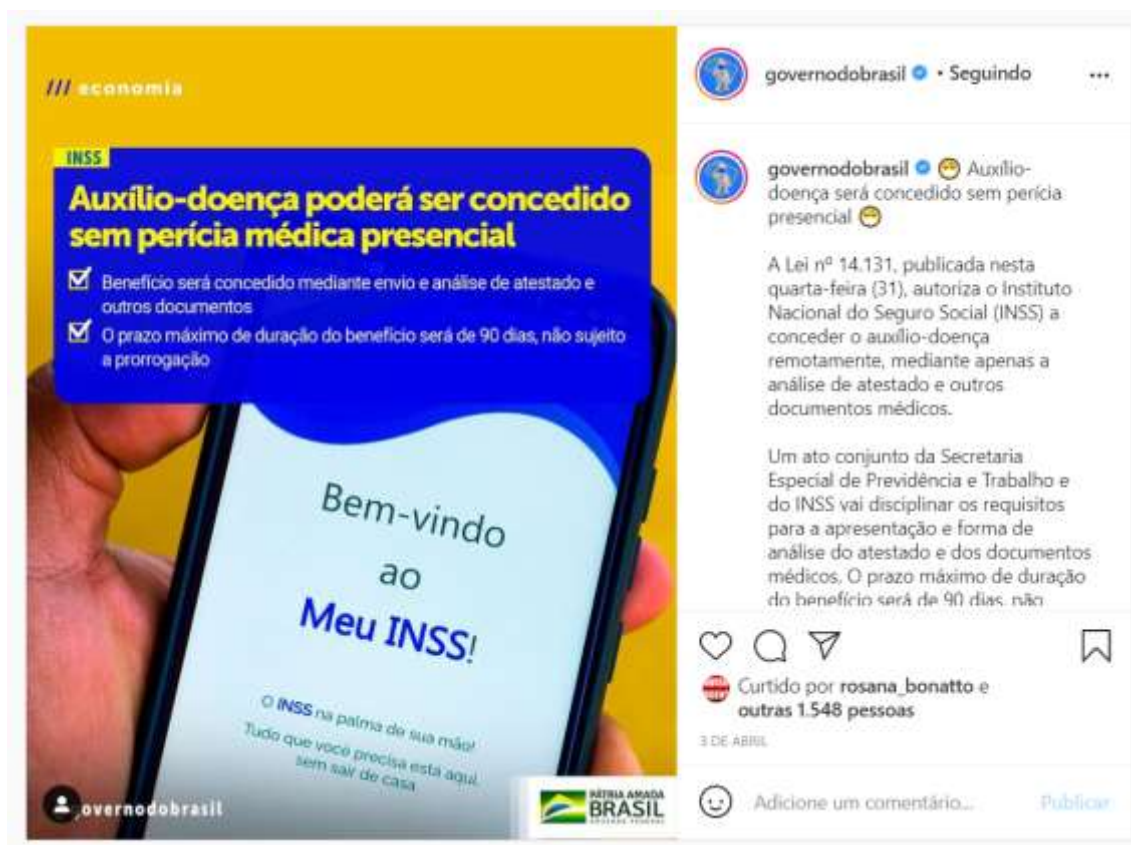 /// economia
INSS
Auxílio-doença poderá ser concedido
sem perícia médica presencial
Benefício será concedido mediante envio e análise de atestado e
outros documentos
O prazo máximo de duração do benefício será de 90 dias, não sujeito
a prorrogação
Bem-vindo
ao
Meu INSS!
O INSS na palma de sua mão!
Tudo que você precisa está aqui,
sem sair de casa
overnodobrasil
PÁTRIA AMADA
BRASIL
GOVERNO FEDERAL
governodobrasil • Seguindo
governodobrasil 😷 Auxílio-
doença será concedido sem perícia
presencial 😷
A Lei nº 14.131, publicada nesta
quarta-feira (31), autoriza o Instituto
Nacional do Seguro Social (INSS) a
conceder o auxílio-doença
remotamente, mediante apenas a
análise de atestado e outros
documentos médicos.
Um ato conjunto da Secretaria
Especial de Previdência e Trabalho e
do INSS vai disciplinar os requisitos
para a apresentação e forma de
análise do atestado e dos documentos
médicos. O prazo máximo de duração
do benefício será de 90 dias, não
Curtido por rosana_bonatto e
outras 1.548 pessoas
3 DE ABRIL
Adicione um comentário... Publicar